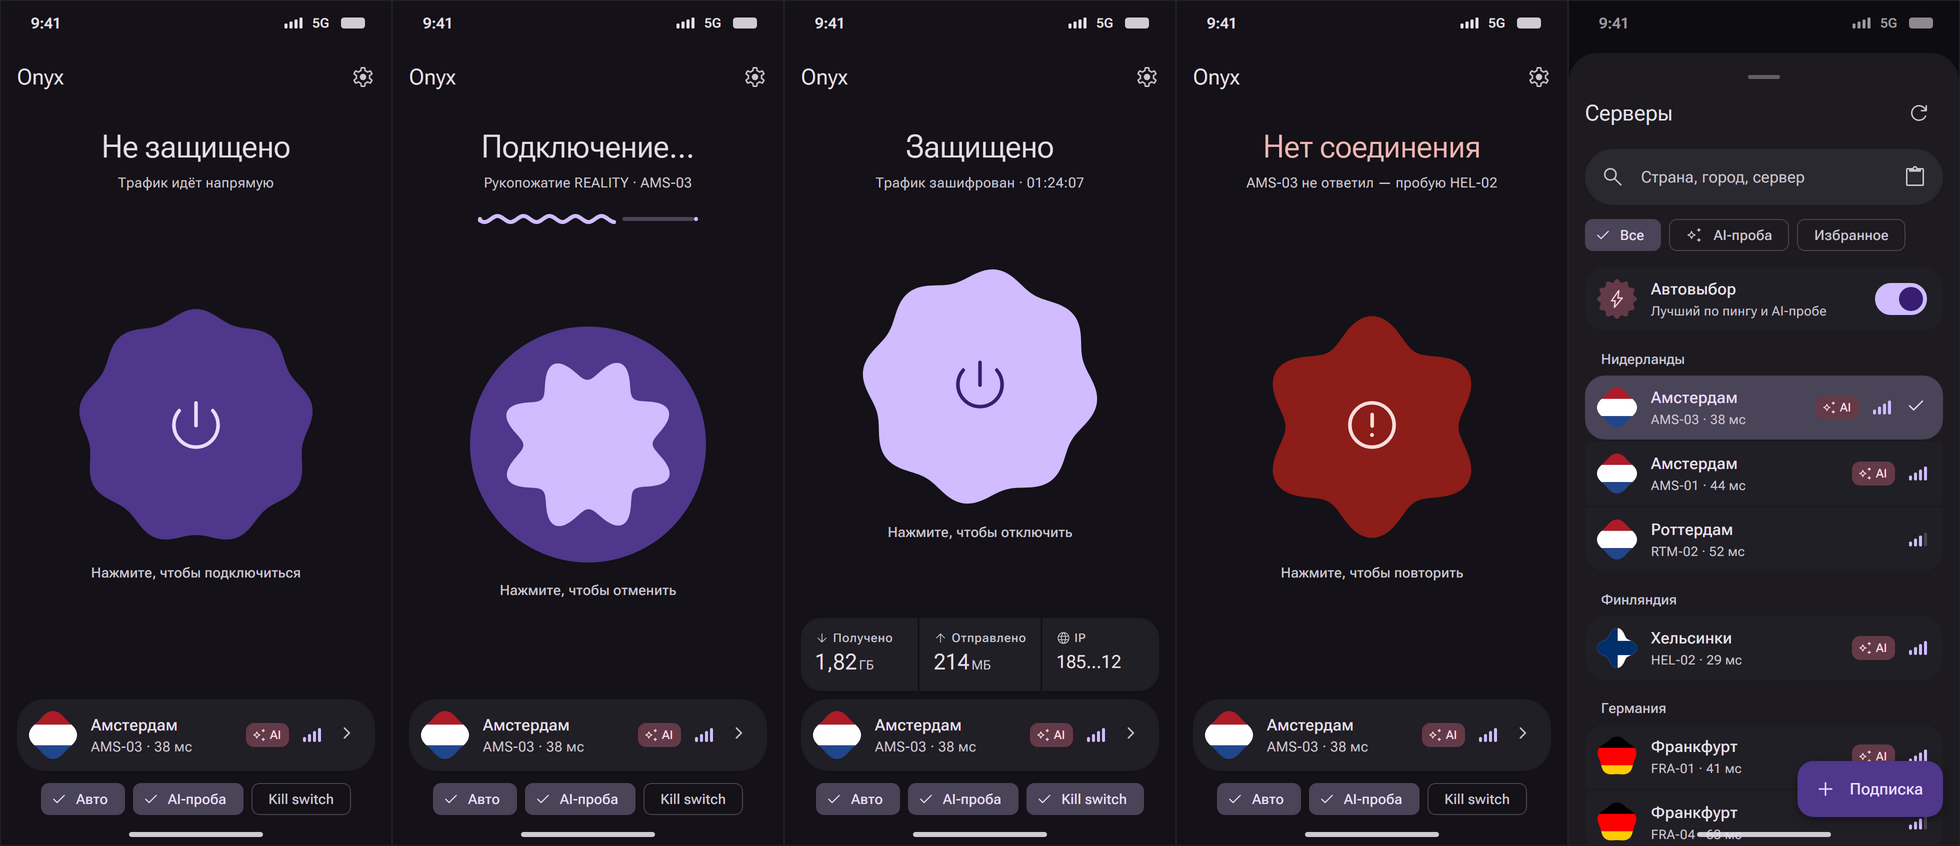 9:41
5G
Onyx
Не защищено
Трафик идёт напрямую
Нажмите, чтобы подключиться
Амстердам
AMS-03 · 38 мс
AI
Авто
AI-проба
Kill switch
9:41
5G
Onyx
Подключение...
Рукопожатие REALITY · AMS-03
Нажмите, чтобы отменить
Амстердам
AMS-03 · 38 мс
AI
Авто
AI-проба
Kill switch
9:41
5G
Onyx
Защищено
Трафик зашифрован · 01:24:07
Нажмите, чтобы отключить
Получено
1,82 ГБ
Отправлено
214 МБ
IP
185...12
Амстердам
AMS-03 · 38 мс
AI
Авто
AI-проба
Kill switch
9:41
5G
Onyx
Нет соединения
AMS-03 не ответил — пробую HEL-02
Нажмите, чтобы повторить
Амстердам
AMS-03 · 38 мс
AI
Авто
AI-проба
Kill switch
9:41
5G
Серверы
Страна, город, сервер
Все
AI-проба
Избранное
Автовыбор
Лучший по пингу и AI-пробе
Нидерланды
Амстердам
AMS-03 · 38 мс
AI
Амстердам
AMS-01 · 44 мс
AI
Роттердам
RTM-02 · 52 мс
Финляндия
Хельсинки
HEL-02 · 29 мс
AI
Германия
Франкфурт
FRA-01 · 41 мс
AI
Подписка
Франкфурт
FRA-04 · 63 мс